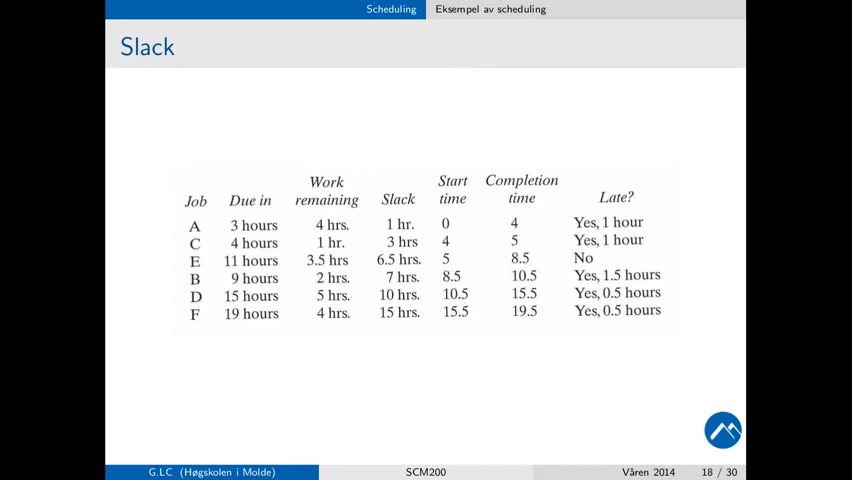 Scheduling Eksempel av scheduling
Slack
Work Start Completion
Job Due in remaining Slack time time Late?
A 3 hours 4 hrs. 1 hr. 0 4 Yes, 1 hour
C 4 hours 1 hr. 3 hrs 4 5 Yes, 1 hour
E 11 hours 3.5 hrs 6.5 hrs. 5 8.5 No
B 9 hours 2 hrs. 7 hrs. 8.5 10.5 Yes, 1.5 hours
D 15 hours 5 hrs. 10 hrs. 10.5 15.5 Yes, 0.5 hours
F 19 hours 4 hrs. 15 hrs. 15.5 19.5 Yes, 0.5 hours
G.LC (Høgskolen i Molde) SCM200 Våren 2014 18 / 30